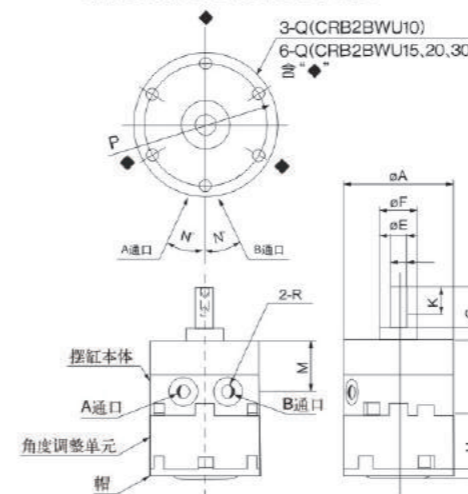 3-Q(CRB2BWU10)
6-Q(CRB2BWU15,20,30
含"◆"
P
A通口
N°
N°
B通口
øA
øF
øE
K
2-R
M
摆缸本体
A通口
B通口
角度调整单元
帽